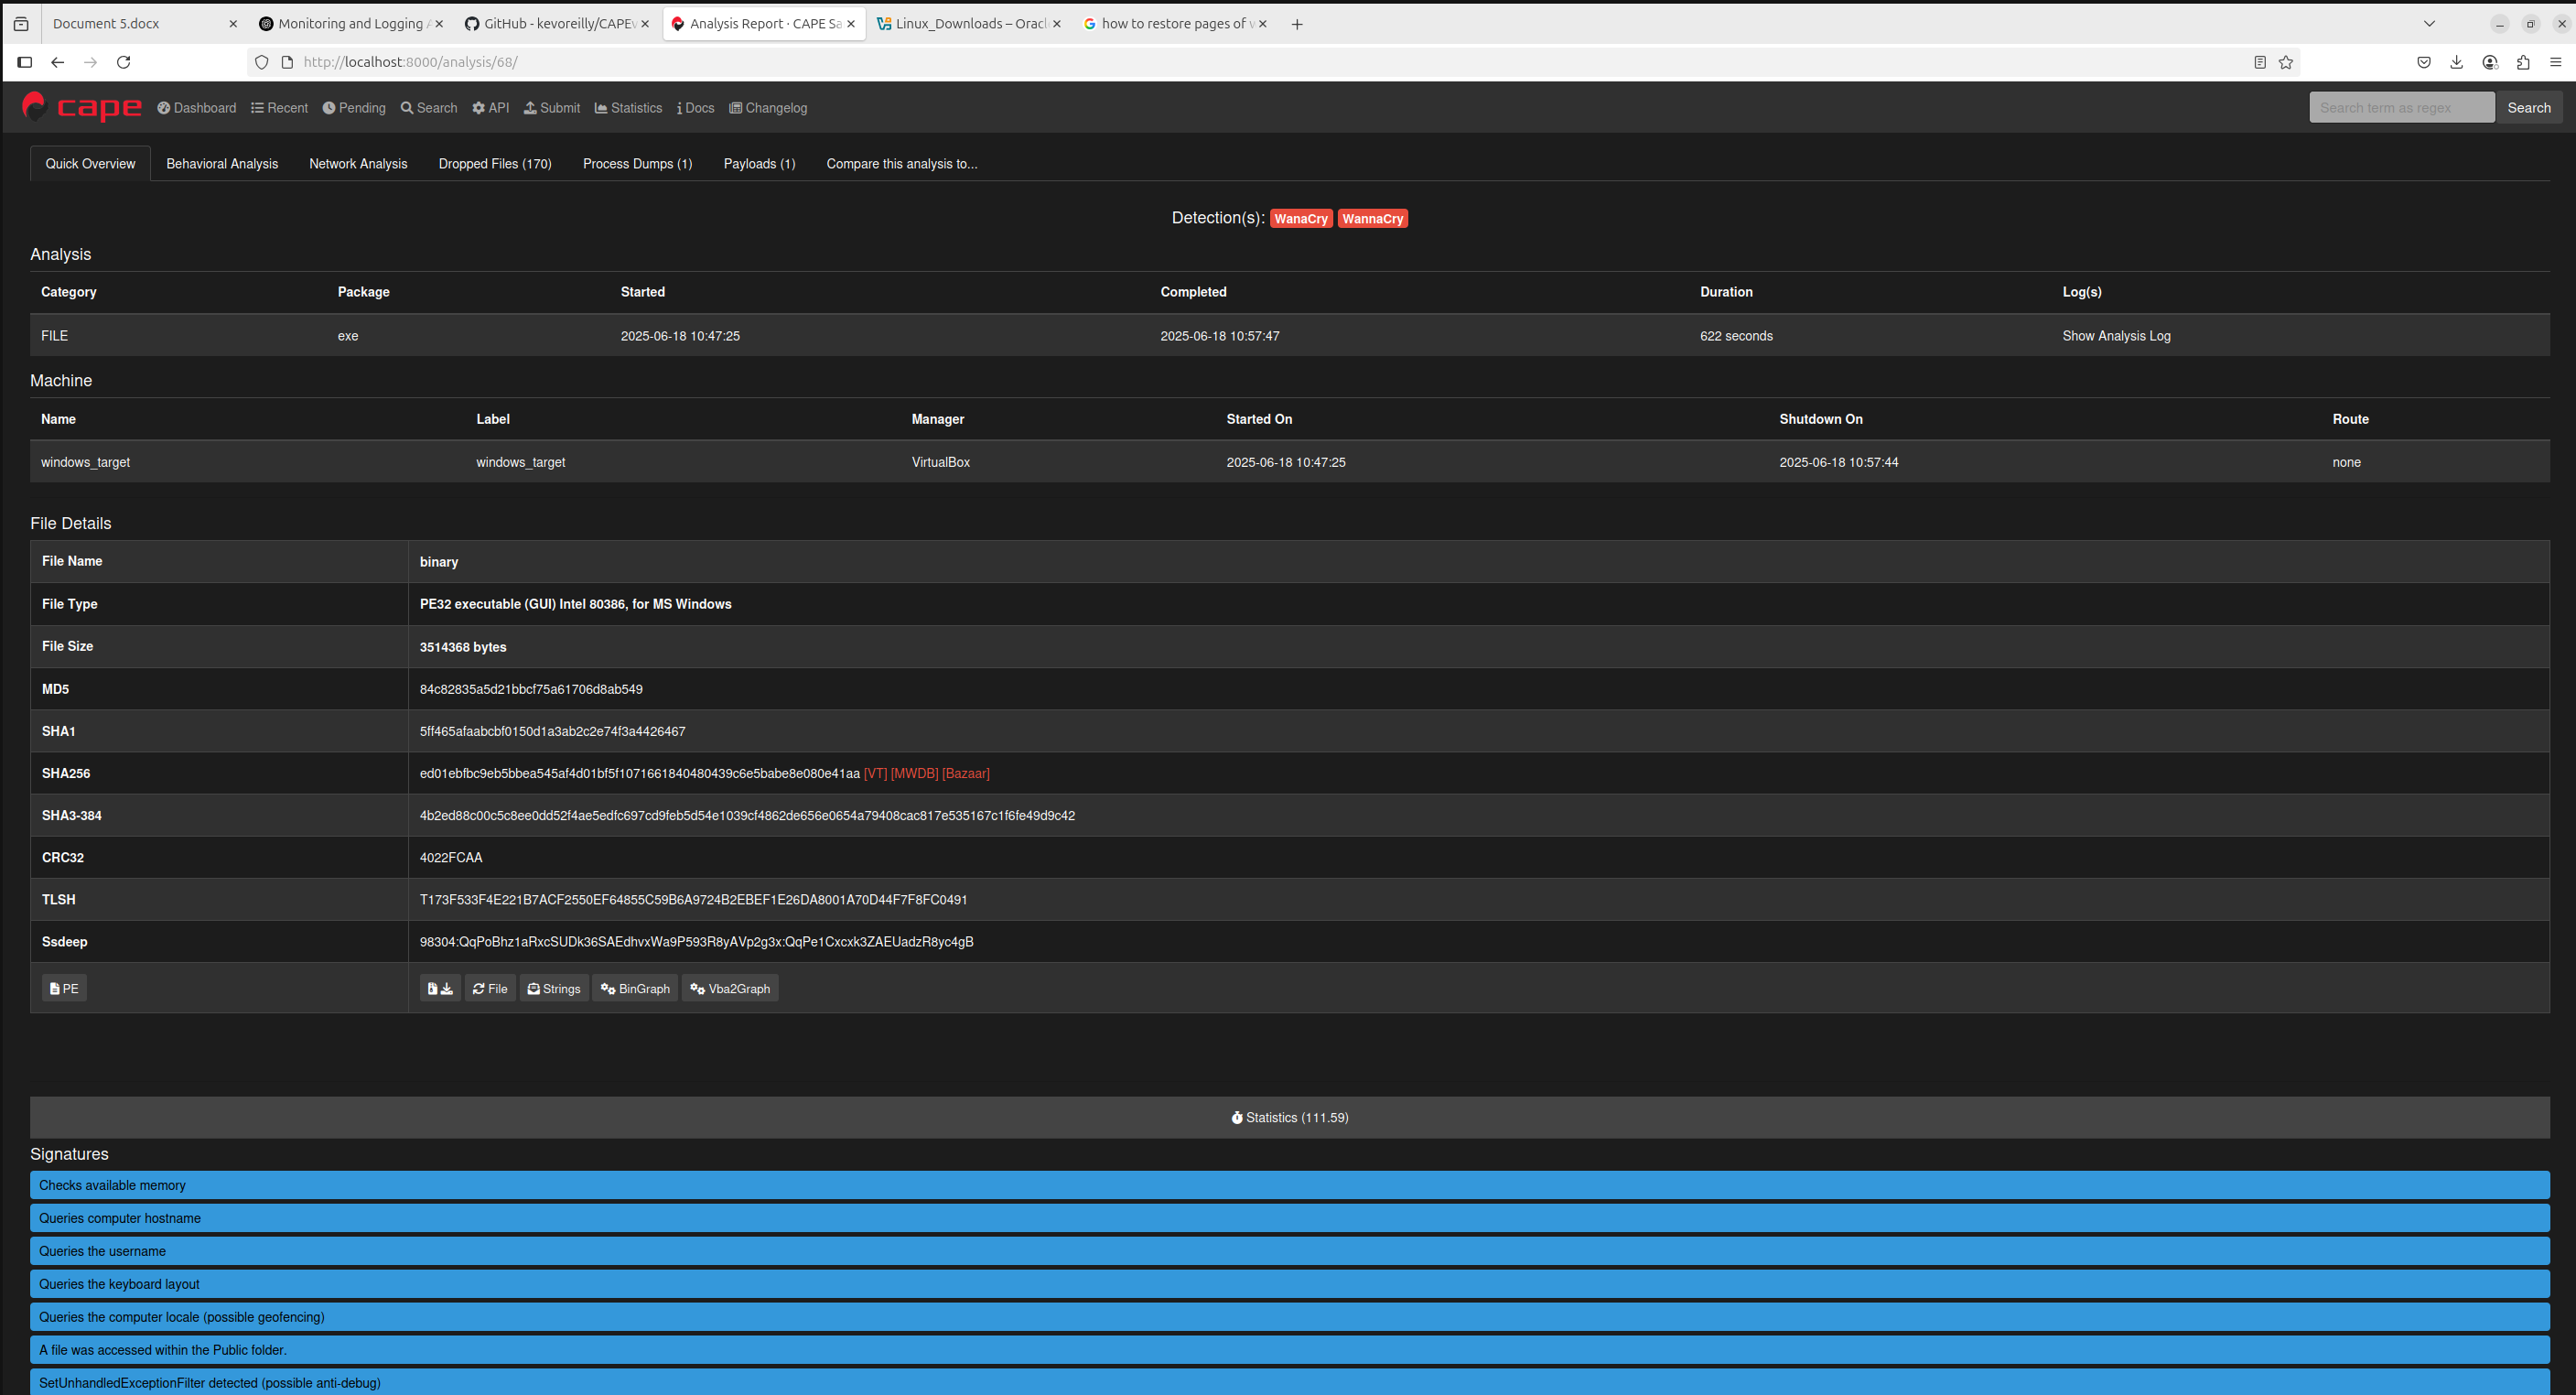 Document 5.docx
Monitoring and Logging A
GitHub - kevoreilly/CAPEv
Analysis Report · CAPE Sa
Linux_Downloads – Oracl
how to restore pages of w
http://localhost:8000/analysis/68/
cape
Dashboard
Recent
Pending
Search
API
Submit
Statistics
Docs
Changelog
Search term as regex
Search
Quick Overview
Behavioral Analysis
Network Analysis
Dropped Files (170)
Process Dumps (1)
Payloads (1)
Compare this analysis to...
Detection(s): WanaCry WannaCry
Analysis
Category Package Started Completed Duration Log(s)
FILE exe 2025-06-18 10:47:25 2025-06-18 10:57:47 622 seconds Show Analysis Log
Machine
Name Label Manager Started On Shutdown On Route
windows_target windows_target VirtualBox 2025-06-18 10:47:25 2025-06-18 10:57:44 none
File Details
File Name binary
File Type PE32 executable (GUI) Intel 80386, for MS Windows
File Size 3514368 bytes
MD5 84c82835a5d21bbcf75a61706d8ab549
SHA1 5ff465afaabcbf0150d1a3ab2c2e74f3a4426467
SHA256 ed01ebfbc9eb5bbea545af4d01bf5f1071661840480439c6e5babe8e080e41aa [VT] [MWDB] [Bazaar]
SHA3-384 4b2ed88c00c5c8ee0dd52f4ae5edfc697cd9feb5d54e1039cf4862de656e0654a79408cac817e535167c1f6fe49d9c42
CRC32 4022FCAA
TLSH T173F533F4E221B7ACF2550EF64855C59B6A9724B2EBEF1E26DA8001A70D44F7F8FC0491
Ssdeep 98304:QqPoBhz1aRxcSUDk36SAEdhvxWa9P593R8yAVp2g3x:QqPe1Cxcxk3ZAEUadzR8yc4gB
PE File Strings BinGraph Vba2Graph
Statistics (111.59)
Signatures
Checks available memory
Queries computer hostname
Queries the username
Queries the keyboard layout
Queries the computer locale (possible geofencing)
A file was accessed within the Public folder.
SetUnhandledExceptionFilter detected (possible anti-debug)